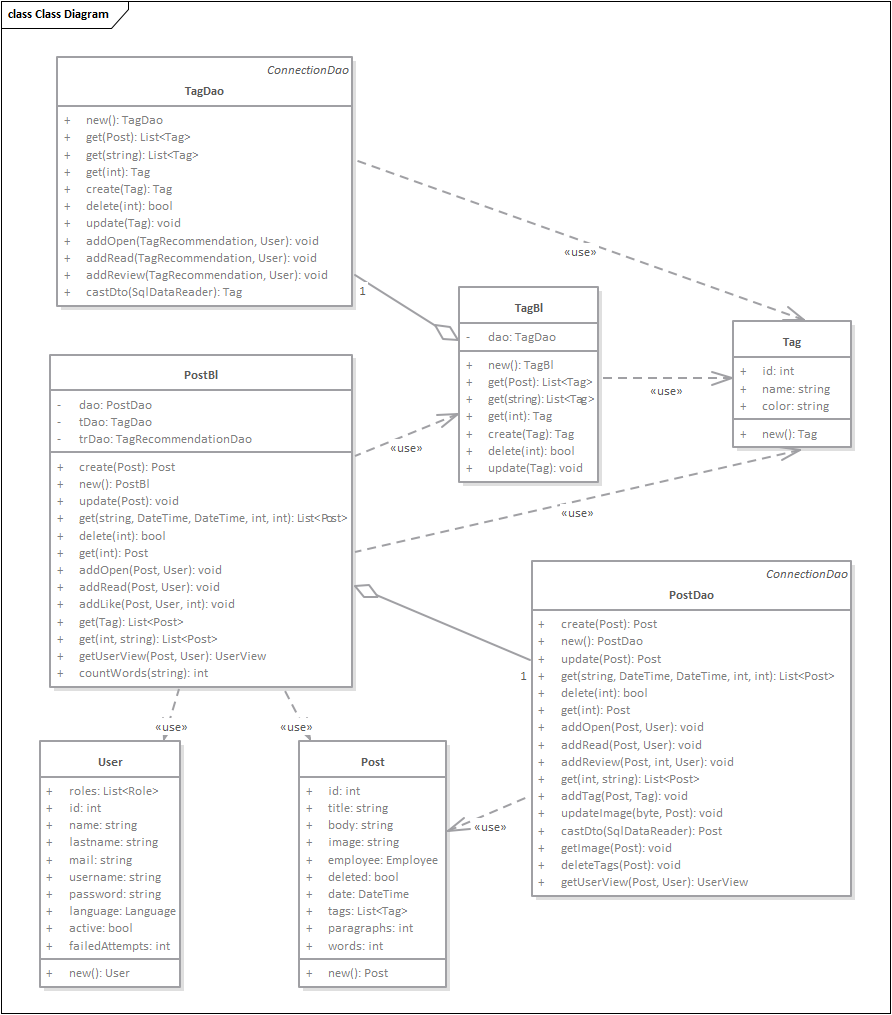 class Class Diagram
ConnectionDao
TagDao
+ new(): TagDao
+ get(Post): List<Tag>
+ get(string): List<Tag>
+ get(int): Tag
+ create(Tag): Tag
+ delete(int): bool
+ update(Tag): void
+ addOpen(TagRecommendation, User): void
+ addRead(TagRecommendation, User): void
+ addReview(TagRecommendation, User): void
+ castDto(SqlDataReader): Tag
«use»
1
TagBl
- dao: TagDao
+ new(): TagBl
+ get(Post): List<Tag>
+ get(string): List<Tag>
+ get(int): Tag
+ create(Tag): Tag
+ delete(int): bool
+ update(Tag): void
«use»
Tag
+ id: int
+ name: string
+ color: string
+ new(): Tag
PostBl
- dao: PostDao
- tDao: TagDao
- trDao: TagRecommendationDao
+ create(Post): Post
+ new(): PostBl
+ update(Post): void
+ get(string, DateTime, DateTime, int, int): List<Post>
+ delete(int): bool
+ get(int): Post
+ addOpen(Post, User): void
+ addRead(Post, User): void
+ addLike(Post, User, int): void
+ get(Tag): List<Post>
+ get(int, string): List<Post>
+ getUserView(Post, User): UserView
+ countWords(string): int
«use»
«use»
1
ConnectionDao
PostDao
+ create(Post): Post
+ new(): PostDao
+ update(Post): Post
+ get(string, DateTime, DateTime, int, int): List<Post>
+ delete(int): bool
+ get(int): Post
+ addOpen(Post, User): void
+ addRead(Post, User): void
+ addReview(Post, int, User): void
+ get(int, string): List<Post>
+ addTag(Post, Tag): void
+ updateImage(byte, Post): void
+ castDto(SqlDataReader): Post
+ getImage(Post): void
+ deleteTags(Post): void
+ getUserView(Post, User): UserView
«use»
«use»
«use»
User
+ roles: List<Role>
+ id: int
+ name: string
+ lastname: string
+ mail: string
+ username: string
+ password: string
+ language: Language
+ active: bool
+ failedAttempts: int
+ new(): User
Post
+ id: int
+ title: string
+ body: string
+ image: string
+ employee: Employee
+ deleted: bool
+ date: DateTime
+ tags: List<Tag>
+ paragraphs: int
+ words: int
+ new(): Post